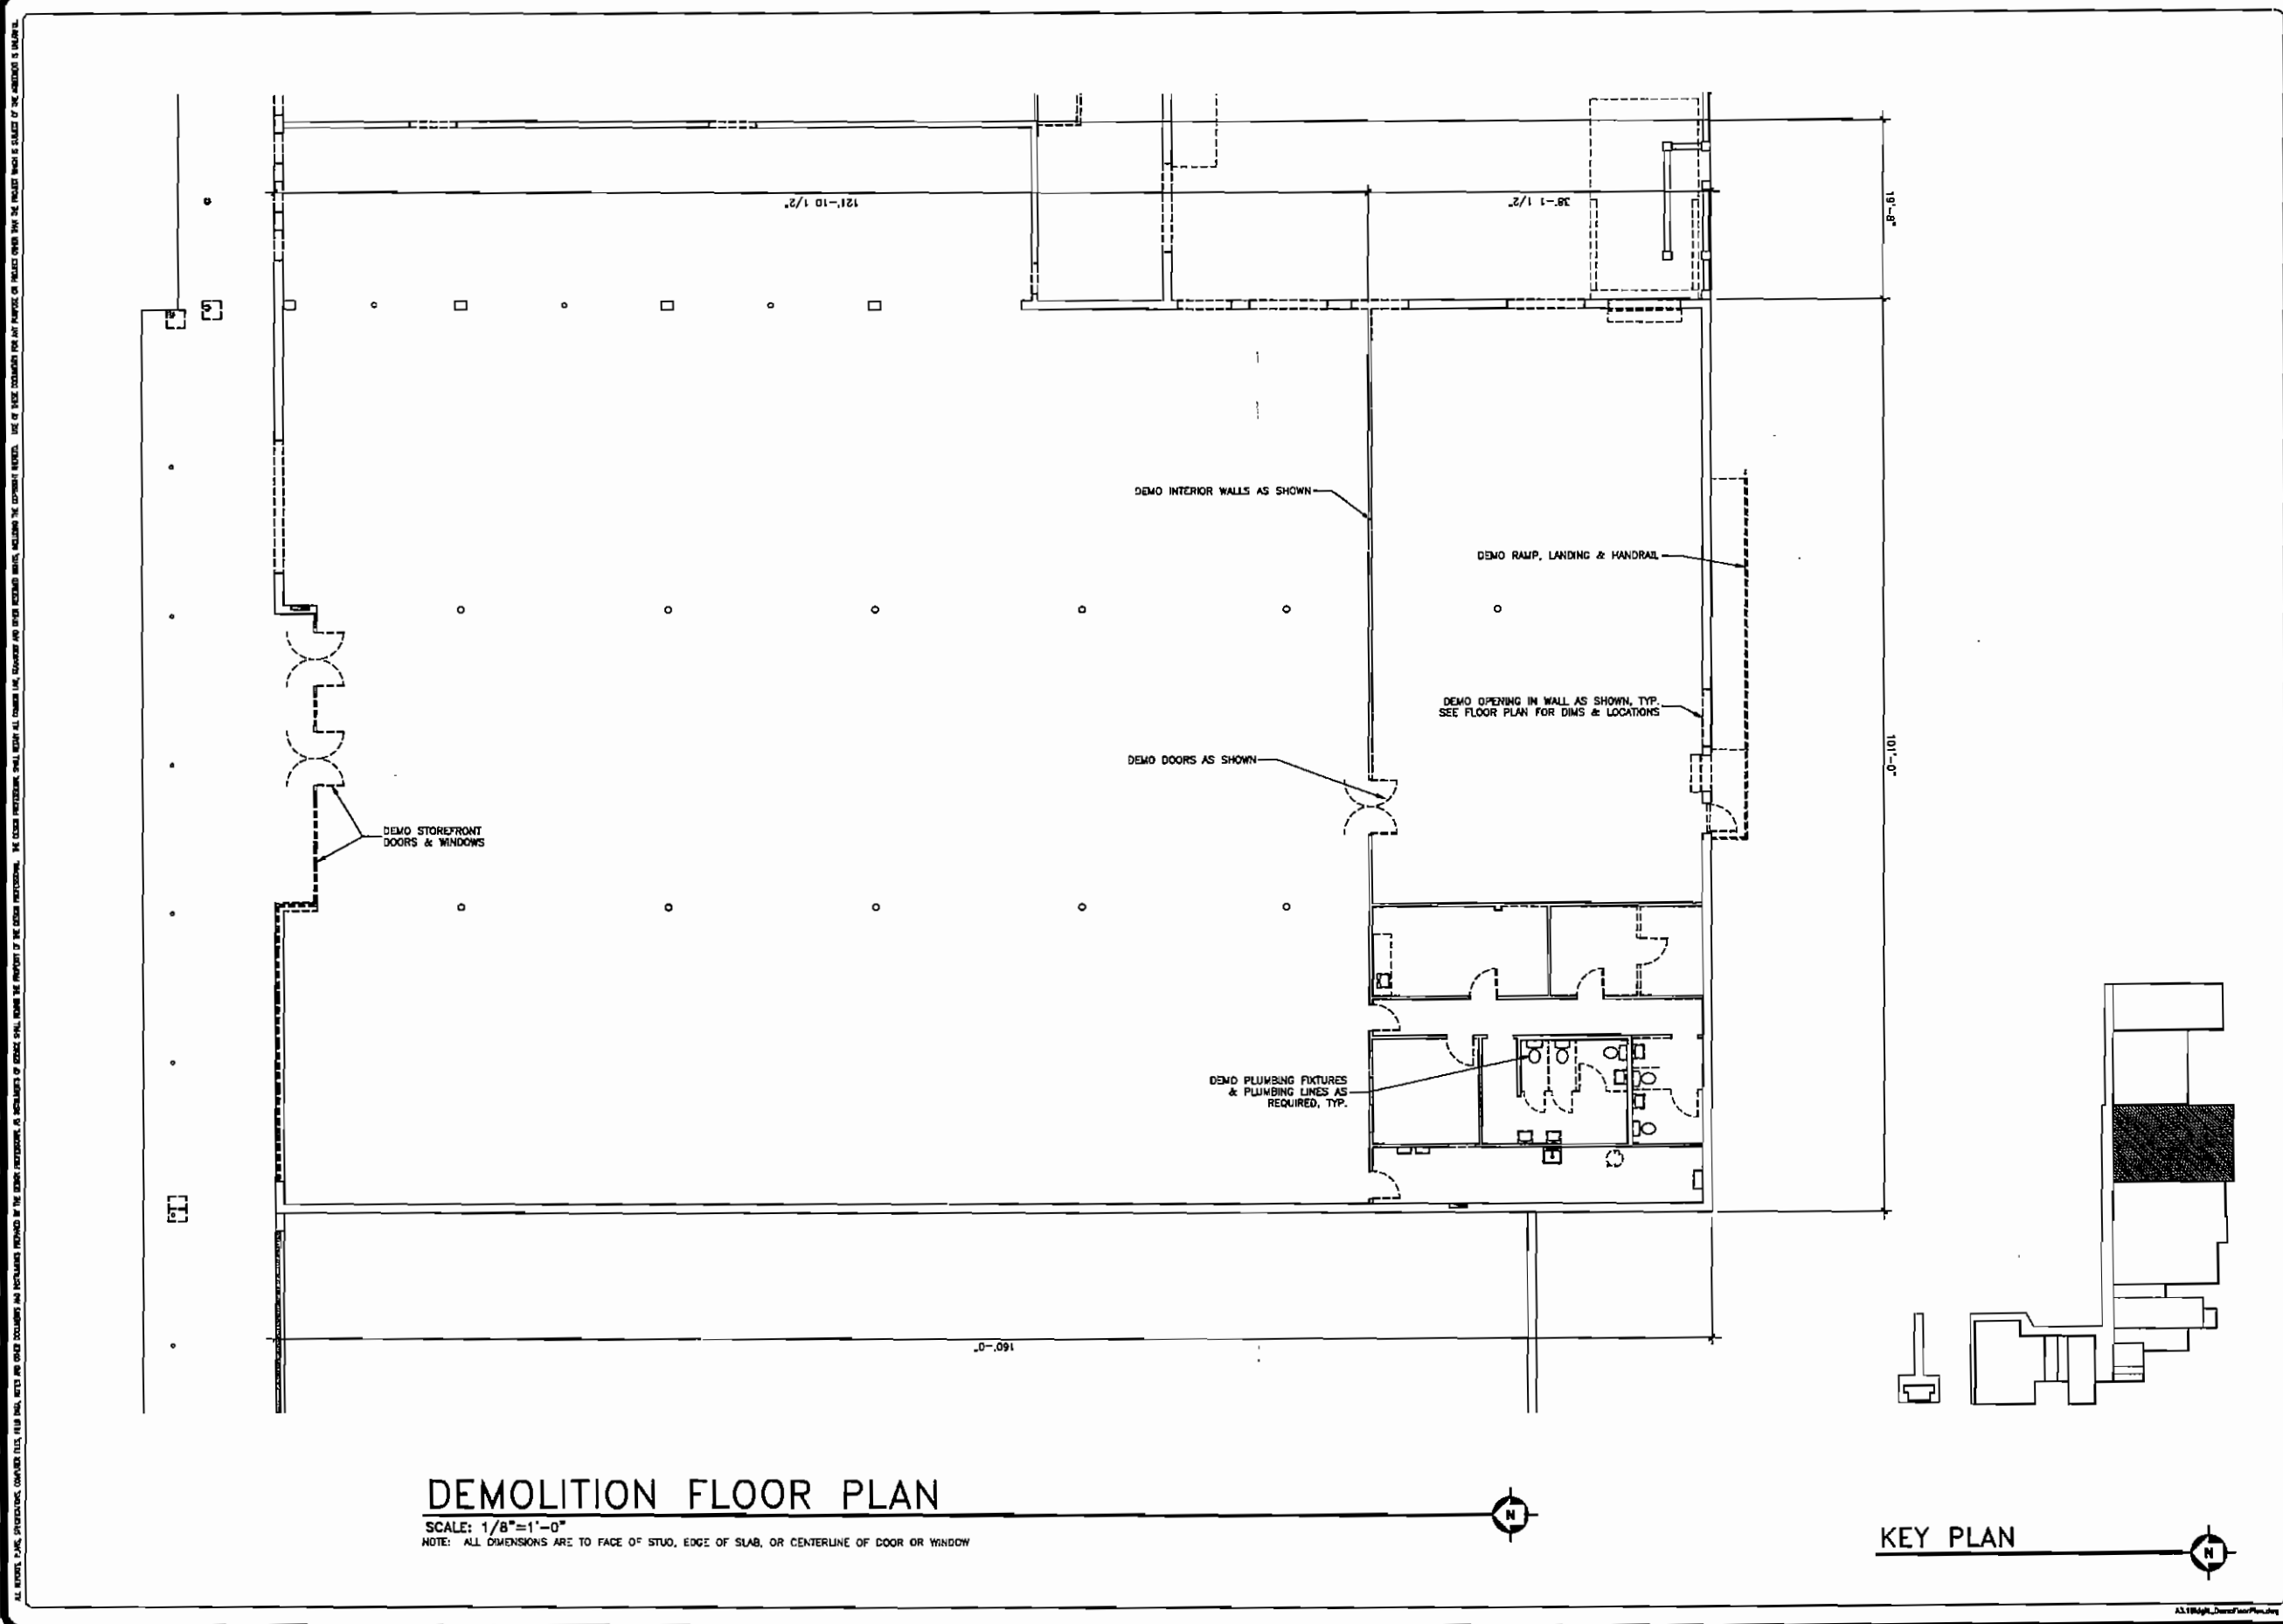 121'-10 1/2"
38'-1 1/2"
19'-8"
DEMO INTERIOR WALLS AS SHOWN
DEMO RAMP, LANDING & HANDRAIL
DEMO OPENING IN WALL AS SHOWN, TYP.
SEE FLOOR PLAN FOR DIMS & LOCATIONS
101'-0"
DEMO DOORS AS SHOWN
DEMO STOREFRONT
DOORS & WINDOWS
DEMO PLUMBING FIXTURES
& PLUMBING LINES AS
REQUIRED, TYP.
160'-0"
DEMOLITION FLOOR PLAN
SCALE: 1/8"=1'-0"
NOTE: ALL DIMENSIONS ARE TO FACE OF STUD, EDGE OF SLAB, OR CENTERLINE OF DOOR OR WINDOW
N
KEY PLAN
N